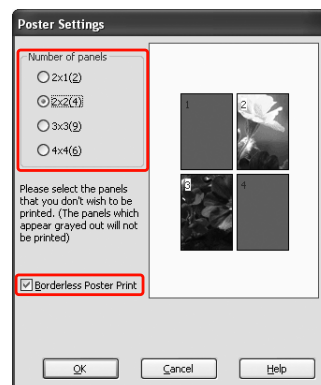 Poster Settings
Number of panels
2x1(2)
2x2(4)
3x3(9)
4x4(6)
Please select the panels
that you don't wish to be
printed. (The panels which
appear grayed out will not
be printed)
Borderless Poster Print
1
2
3
4
OK
Cancel
Help